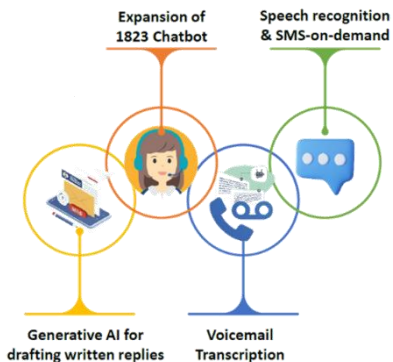 Expansion of
1823 Chatbot
Speech recognition
& SMS-on-demand
Generative AI for
drafting written replies
Voicemail
Transcription